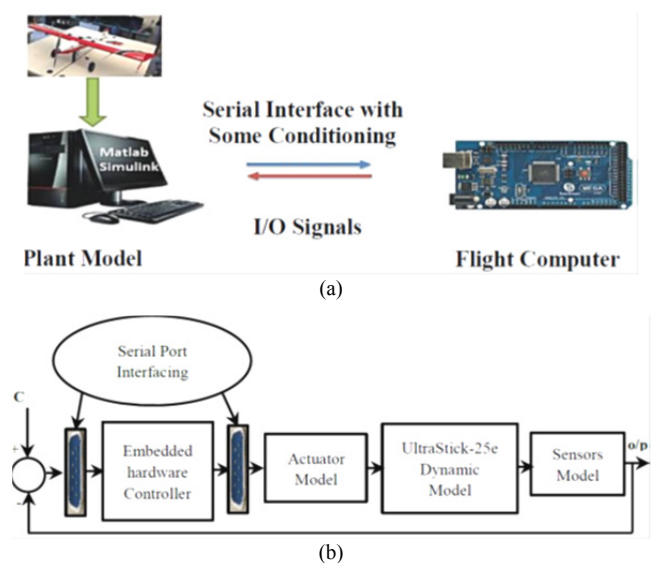 Matlab
Simulink
Serial Interface with
Some Conditioning
I/O Signals
MEGA
Plant Model
Flight Computer
(a)
Serial Port
Interfacing
C
+
-
Embedded
hardware
Controller
Actuator
Model
UltraStick-25e
Dynamic
Model
Sensors
Model
o/p
(b)